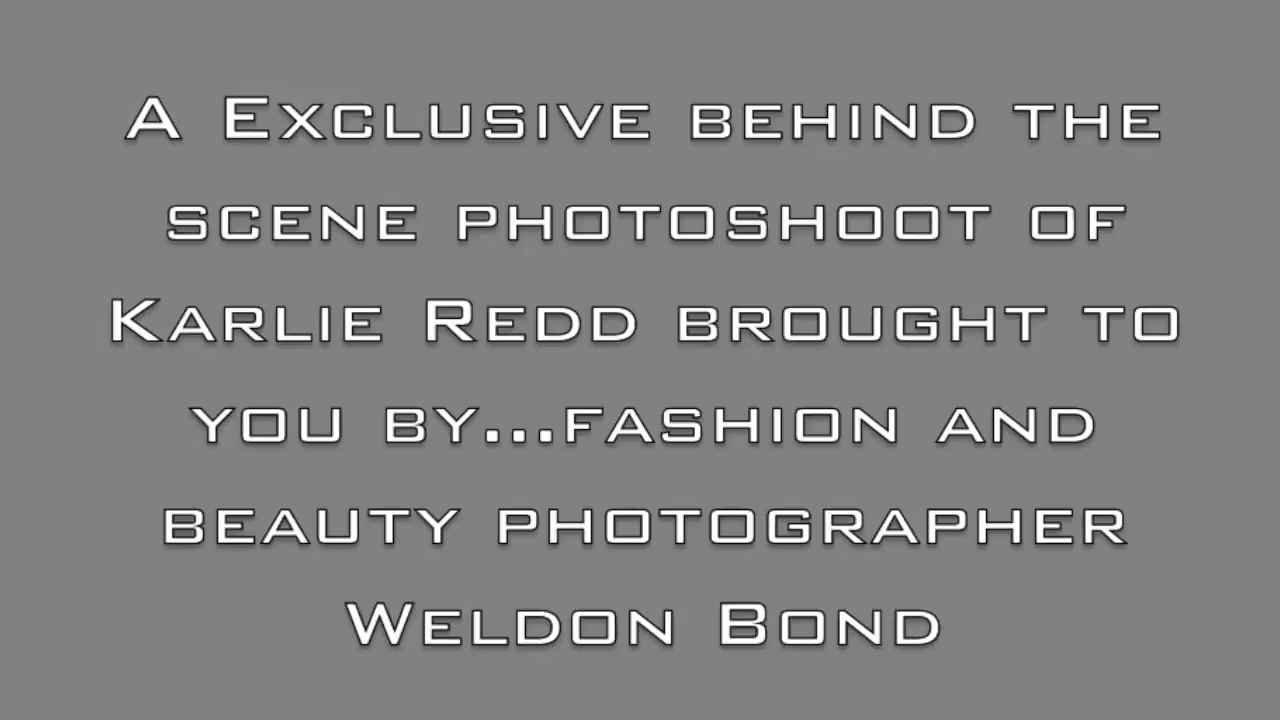 A Exclusive behind the
scene photoshoot of
Karlie Redd brought to
you by...fashion and
beauty photographer
Weldon Bond